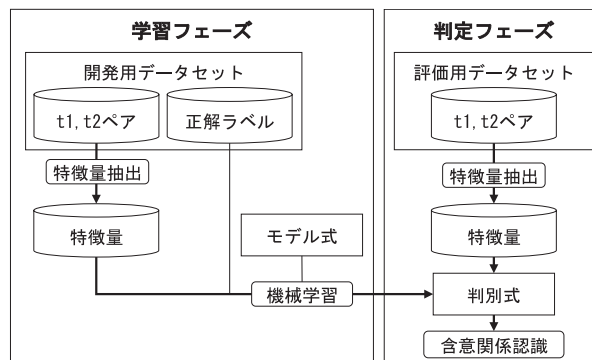 学習フェーズ
開発用データセット
t1,t2ペア
正解ラベル
特徴量抽出
特徴量
モデル式
機械学習
判定フェーズ
評価用データセット
t1,t2ペア
特徴量抽出
特徴量
判別式
含意関係認識